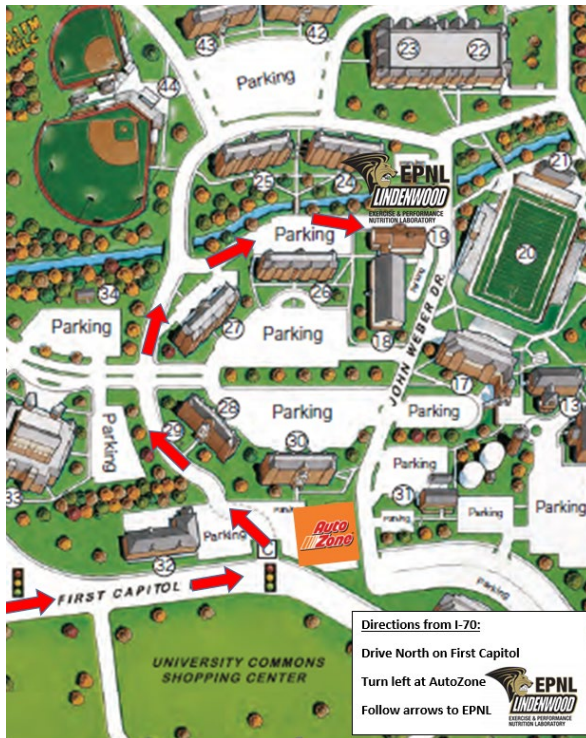 43
42
23
22
Parking
44
25
24
EPNL
LINDENWOOD
EXERCISE & PERFORMANCE
NUTRITION LABORATORY
21
Parking
19
20
Parking
34
26
Parking
27
Parking
18
JOHN WEBER DR.
17
13
28
29
Parking
Parking
30
33
Parking
31
Parking
Parking
Auto
Zone
Parking
Parking
C
32
FIRST CAPITOL
Parking
UNIVERSITY COMMONS
SHOPPING CENTER
Directions from I-70:
Drive North on First Capitol
Turn left at AutoZone
Follow arrows to EPNL
EPNL
LINDENWOOD
EXERCISE & PERFORMANCE
NUTRITION LABORATORY